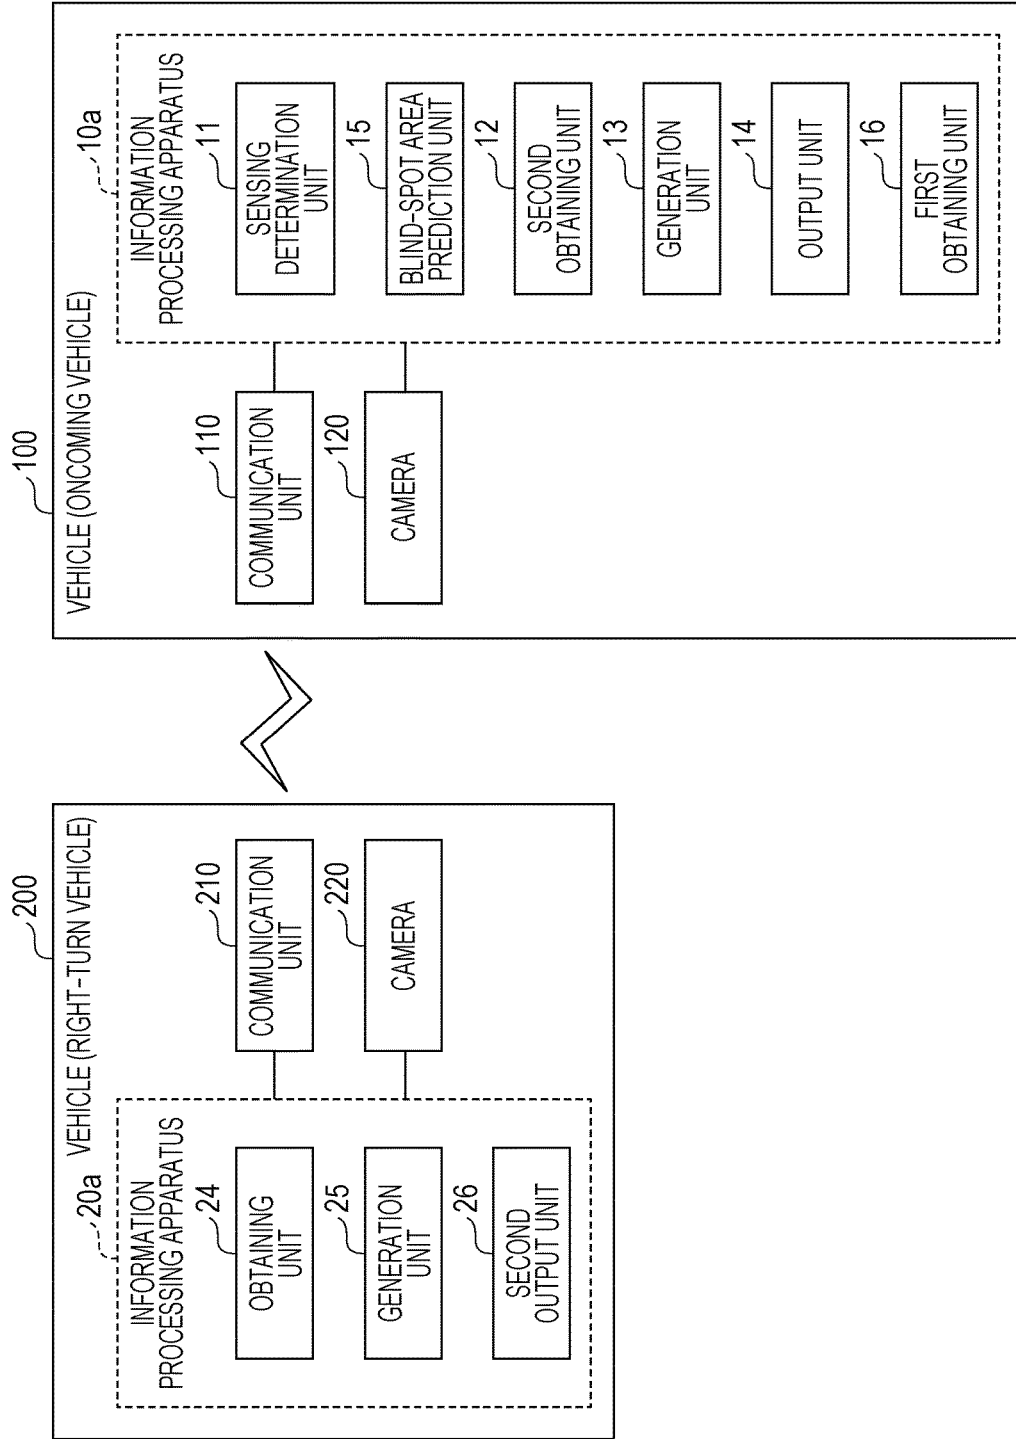 200
VEHICLE (RIGHT-TURN VEHICLE)
20a
INFORMATION
PROCESSING APPARATUS
24
OBTAINING
UNIT
25
GENERATION
UNIT
26
SECOND
OUTPUT UNIT
210
COMMUNICATION
UNIT
220
CAMERA
100
VEHICLE (ONCOMING VEHICLE)
110
COMMUNICATION
UNIT
120
CAMERA
10a
INFORMATION
PROCESSING APPARATUS
11
SENSING
DETERMINATION
UNIT
15
BLIND-SPOT AREA
PREDICTION UNIT
12
SECOND
OBTAINING UNIT
13
GENERATION
UNIT
14
OUTPUT UNIT
16
FIRST
OBTAINING UNIT